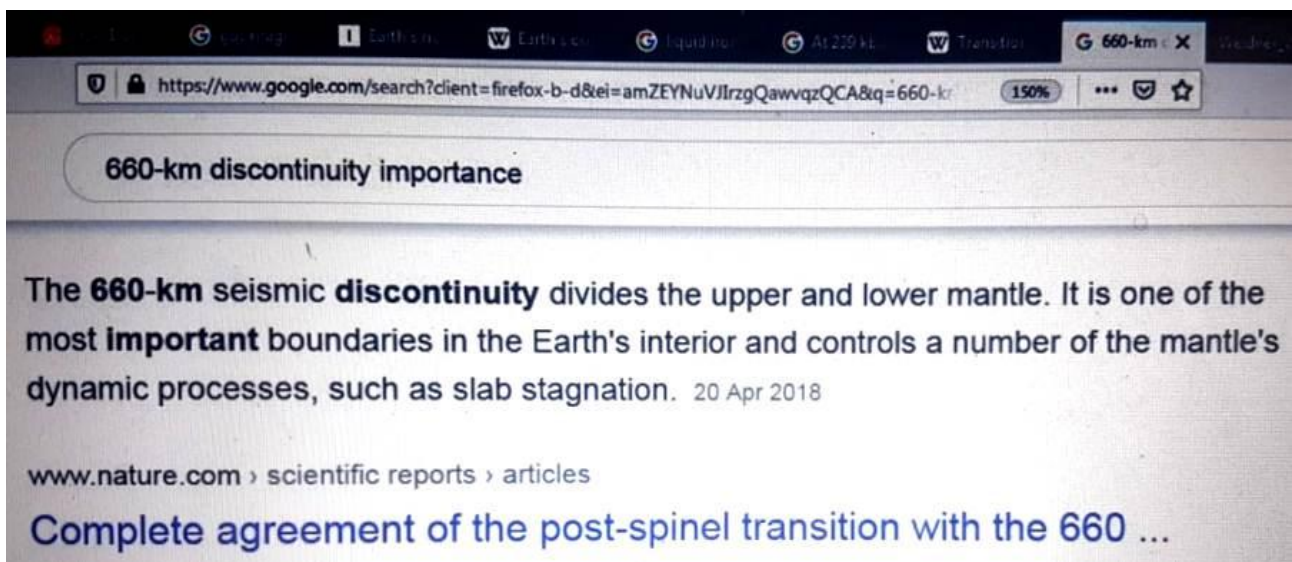 660-km
https://www.google.com/search?client=firefox-b-d&ei=amZEYNuVJIrzgQawvqzQCA&q=660-k
150%
660-km discontinuity importance
The 660-km seismic discontinuity divides the upper and lower mantle. It is one of the
most important boundaries in the Earth's interior and controls a number of the mantle's
dynamic processes, such as slab stagnation. 20 Apr 2018
www.nature.com › scientific reports › articles
Complete agreement of the post-spinel transition with the 660 ...